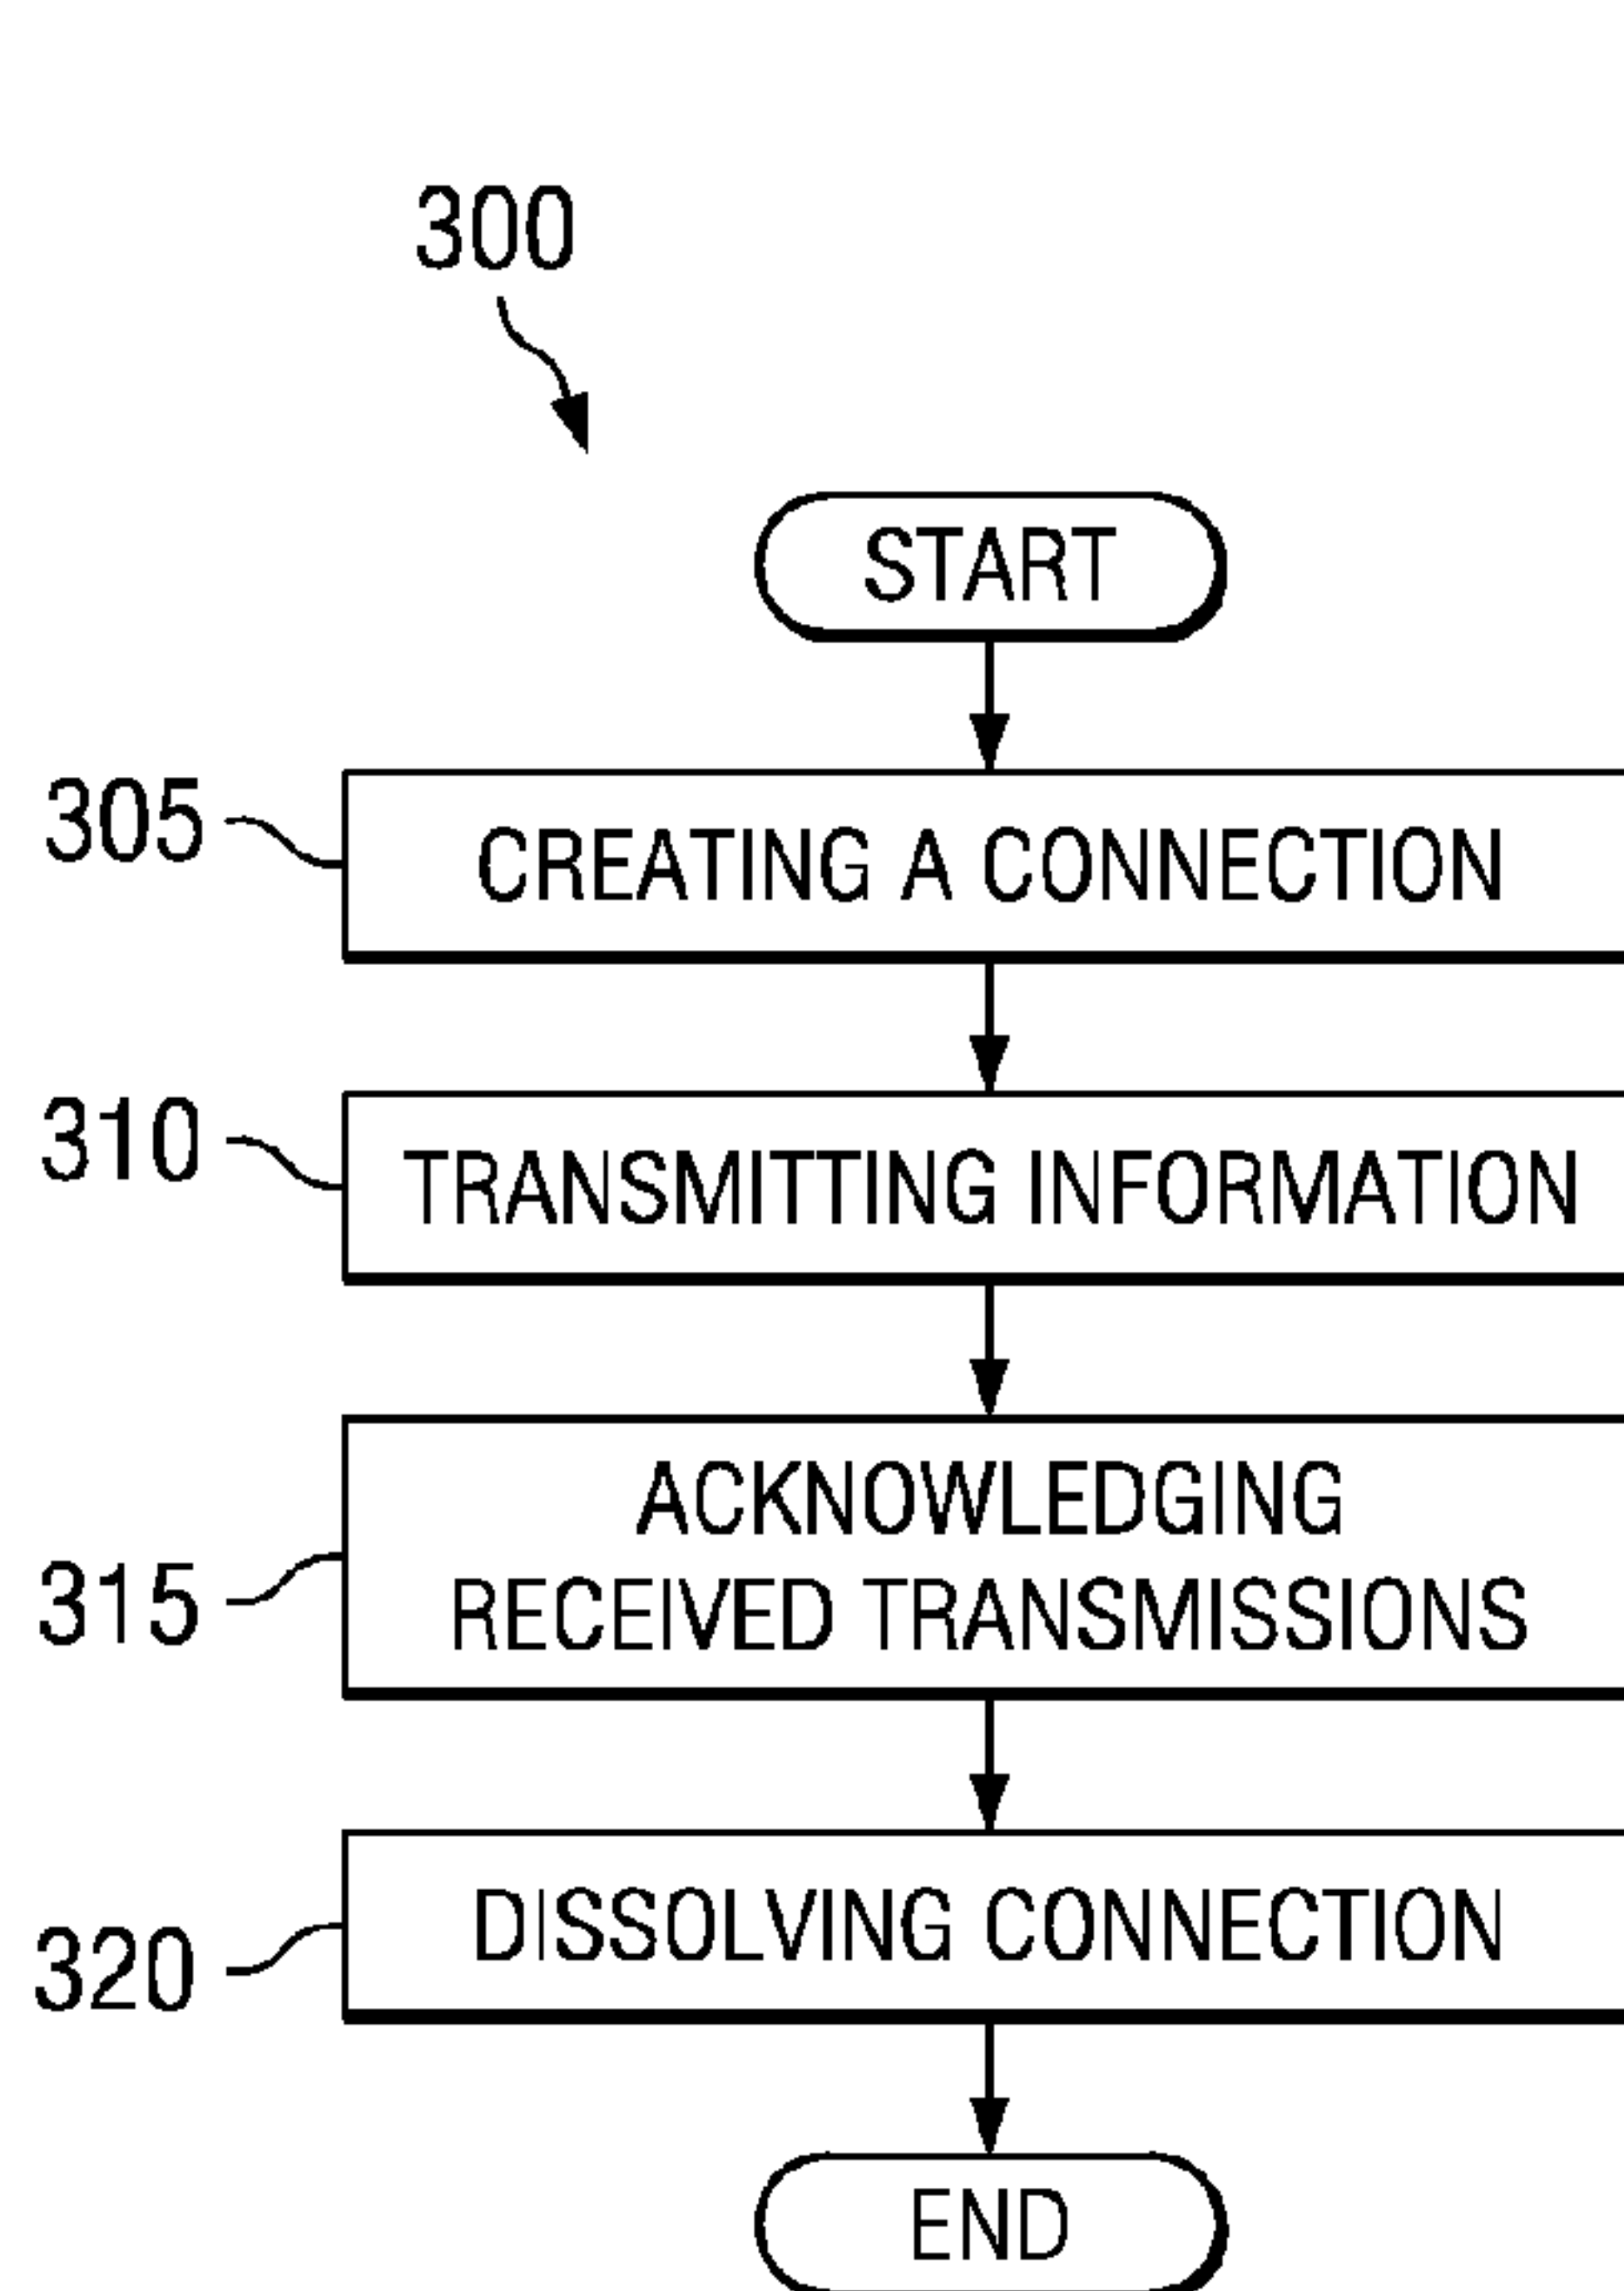 300
START
305
CREATING A CONNECTION
310
TRANSMITTING INFORMATION
315
ACKNOWLEDGING
RECEIVED TRANSMISSIONS
320
DISSOLVING CONNECTION
END